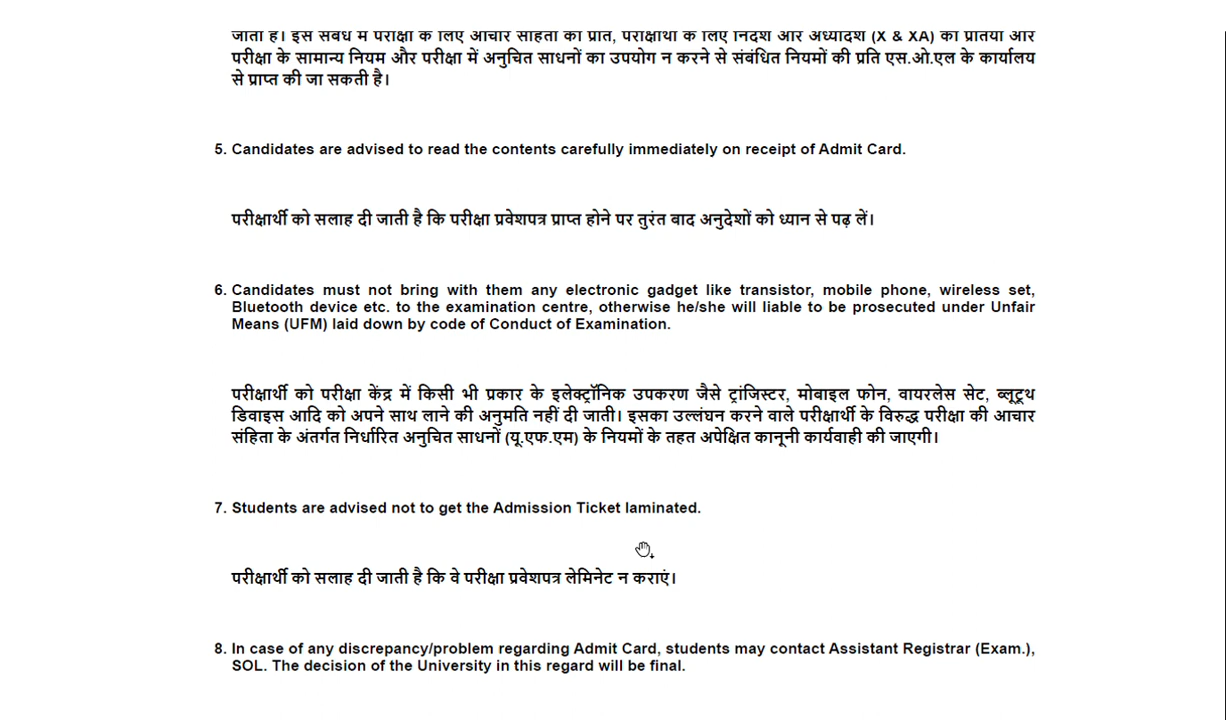 जाता है। इस संबंध में परीक्षा के लिए आचार संहिता की प्रति, परीक्षार्थी के लिए निर्देश और अध्यादेश (X & XA) की प्रतियां और
परीक्षा के सामान्य नियम और परीक्षा में अनुचित साधनों का उपयोग न करने से संबंधित नियमों की प्रति एस.ओ.एल के कार्यालय
से प्राप्त की जा सकती है।
5. Candidates are advised to read the contents carefully immediately on receipt of Admit Card.
परीक्षार्थी को सलाह दी जाती है कि परीक्षा प्रवेशपत्र प्राप्त होने पर तुरंत बाद अनुदेशों को ध्यान से पढ़ लें।
6. Candidates must not bring with them any electronic gadget like transistor, mobile phone, wireless set,
Bluetooth device etc. to the examination centre, otherwise he/she will liable to be prosecuted under Unfair
Means (UFM) laid down by code of Conduct of Examination.
परीक्षार्थी को परीक्षा केंद्र में किसी भी प्रकार के इलेक्ट्रॉनिक उपकरण जैसे ट्रांजिस्टर, मोबाइल फोन, वायरलेस सेट, ब्लूटूथ
डिवाइस आदि को अपने साथ लाने की अनुमति नहीं दी जाती। इसका उल्लंघन करने वाले परीक्षार्थी के विरुद्ध परीक्षा की आचार
संहिता के अंतर्गत निर्धारित अनुचित साधनों (यू.एफ.एम) के नियमों के तहत अपेक्षित कानूनी कार्यवाही की जाएगी।
7. Students are advised not to get the Admission Ticket laminated.
परीक्षार्थी को सलाह दी जाती है कि वे परीक्षा प्रवेशपत्र लेमिनेट न कराएं।
8. In case of any discrepancy/problem regarding Admit Card, students may contact Assistant Registrar (Exam.),
SOL. The decision of the University in this regard will be final.